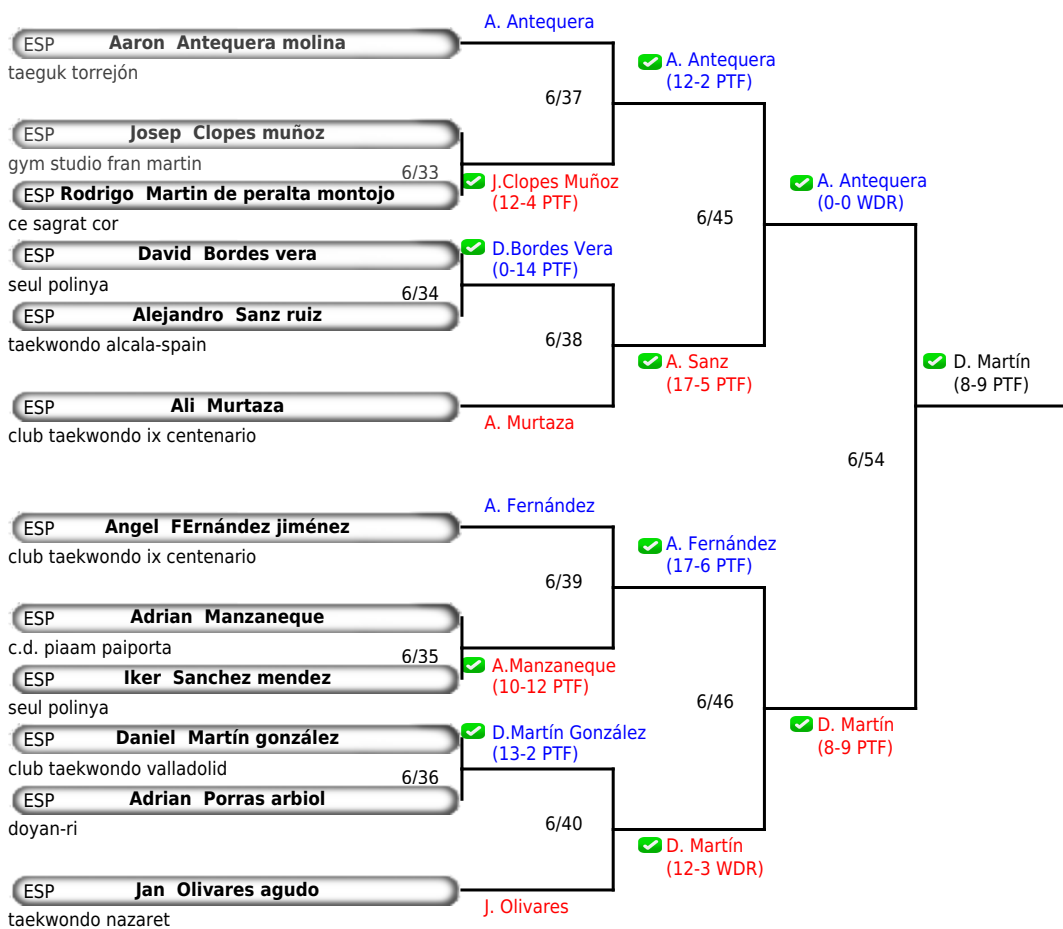 A. Antequera
ESP Aaron Antequera molina
taeguk torrejón
A. Antequera
(12-2 PTF)
6/37
ESP Josep Clopes muñoz
gym studio fran martin
6/33
J.Clopes Muñoz
(12-4 PTF)
ESP Rodrigo Martin de peralta montojo
ce sagrat cor
A. Antequera
(0-0 WDR)
6/45
ESP David Bordes vera
seul polinya
D.Bordes Vera
(0-14 PTF)
6/34
ESP Alejandro Sanz ruiz
taekwondo alcala-spain
6/38
A. Sanz
(17-5 PTF)
D. Martín
(8-9 PTF)
ESP Ali Murtaza
club taekwondo ix centenario
A. Murtaza
6/54
A. Fernández
ESP Angel FErnández jiménez
club taekwondo ix centenario
A. Fernández
(17-6 PTF)
6/39
ESP Adrian Manzaneque
c.d. piaam paiporta
6/35
A.Manzaneque
(10-12 PTF)
ESP Iker Sanchez mendez
seul polinya
6/46
D. Martín
(8-9 PTF)
ESP Daniel Martín gonzález
club taekwondo valladolid
D.Martín González
(13-2 PTF)
6/36
ESP Adrian Porras arbiol
doyan-ri
6/40
D. Martín
(12-3 WDR)
ESP Jan Olivares agudo
taekwondo nazaret
J. Olivares